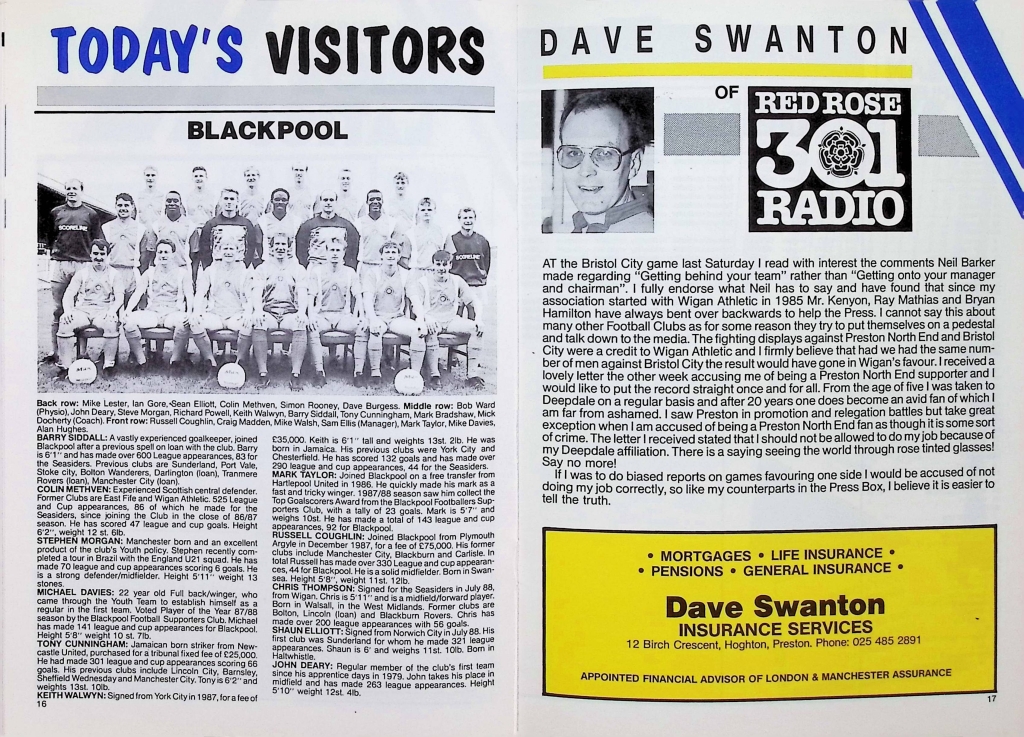 TODAY'S VISITORS
BLACKPOOL
SCORELINE
SCORELINE
Back row: Mike Lester, Ian Gore, Sean Elliott, Colin Methven, Simon Rooney, Dave Burgess. Middle row: Bob Ward
(Physio), John Deary, Steve Morgan, Richard Powell, Keith Walwyn, Barry Siddall, Tony Cunningham, Mark Bradshaw, Mick
Docherty (Coach). Front row: Russell Coughlin, Craig Madden, Mike Walsh, Sam Ellis (Manager), Mark Taylor, Mike Davies,
Alan Hughes.
BARRY SIDDALL: A vastly experienced goalkeeper, joined
Blackpool after a previous spell on loan with the club. Barry
is 6'1" and has made over 600 League appearances, 83 for
the Seasiders. Previous clubs are Sunderland, Port Vale,
Stoke city, Bolton Wanderers, Darlington (loan), Tranmere
Rovers (loan), Manchester City (loan).
COLIN METHVEN: Experienced Scottish central defender.
Former Clubs are East Fife and Wigan Athletic. 525 League
and Cup appearances, 86 of which he made for the
Seasiders, since joining the Club in the close of 86/87
season. He has scored 47 league and cup goals. Height
6'2", weight 12 st. 6lb.
STEPHEN MORGAN: Manchester born and an excellent
product of the club's Youth policy. Stephen recently com-
pleted a tour in Brazil with the England U21 squad. He has
made 70 league and cup appearances scoring 6 goals. He
is a strong defender/midfielder. Height 5'11" weight 13
stones.
MICHAEL DAVIES: 22 year old Full back/winger, who
came through the Youth Team to establish himself as a
regular in the first team. Voted Player of the Year 87/88
season by the Blackpool Football Supporters Club. Michael
has made 141 league and cup appearances for Blackpool.
Height 5'8" weight 10 st. 7lb.
TONY CUNNINGHAM: Jamaican born striker from New-
castle United, purchased for a tribunal fixed fee of £25,000.
He had made 301 league and cup appearances scoring 66
goals. His previous clubs include Lincoln City, Barnsley,
Sheffield Wednesday and Manchester City. Tony is 6'2" and
weights 13st. 10lb.
KEITH WALWYN: Signed from York City in 1987, for a fee of
16
£35,000. Keith is 6'1" tall and weights 13st. 2lb. He was
born in Jamaica. His previous clubs were York City and
Chesterfield. He has scored 132 goals and has made over
290 league and cup appearances, 44 for the Seasiders.
MARK TAYLOR: Joined Blackpool on a free transfer from
Hartlepool United in 1986. He quickly made his mark as a
fast and tricky winger. 1987/88 season saw him collect the
Top Goalscorers Award from the Blackpool Footballers Sup-
porters Club, with a tally of 23 goals. Mark is 5'7" and
weighs 10st. He has made a total of 143 league and cup
appearances, 92 for Blackpool.
RUSSELL COUGHLIN: Joined Blackpool from Plymouth
Argyle in December 1987, for a fee of £75,000. His former
clubs include Manchester City, Blackburn and Carlisle. In
total Russell has made over 330 League and cup appearan-
ces, 44 for Blackpool. He is a solid midfielder. Born in Swan-
sea. Height 5'8", weight 11st. 12lb.
CHRIS THOMPSON: Signed for the Seasiders in July 88,
from Wigan. Chris is 5'11" and is a midfield/forward player.
Born in Walsall, in the West Midlands. Former clubs are
Bolton, Lincoln (loan) and Blackburn Rovers. Chris has
made over 200 league appearances with 56 goals.
SHAUN ELLIOTT: Signed from Norwich City in July 88. His
first club was Sunderland for whom he made 321 league
appearances. Shaun is 6' and weighs 11st. 10lb. Born in
Haltwhistle.
JOHN DEARY: Regular member of the club's first team
since his apprentice days in 1979. John takes his place in
midfield and has made 263 league appearances. Height
5'10" weight 12st. 4lb.
DAVE SWANTON
OF
RED ROSE
301
RADIO
AT the Bristol City game last Saturday I read with interest the comments Neil Barker
made regarding "Getting behind your team" rather than "Getting onto your manager
and chairman". I fully endorse what Neil has to say and have found that since my
association started with Wigan Athletic in 1985 Mr. Kenyon, Ray Mathias and Bryan
Hamilton have always bent over backwards to help the Press. I cannot say this about
many other Football Clubs as for some reason they try to put themselves on a pedestal
and talk down to the media. The fighting displays against Preston North End and Bristol
City were a credit to Wigan Athletic and I firmly believe that had we had the same num-
ber of men against Bristol City the result would have gone in Wigan's favour. I received a
lovely letter the other week accusing me of being a Preston North End supporter and I
would like to put the record straight once and for all. From the age of five I was taken to
Deepdale on a regular basis and after 20 years one does become an avid fan of which I
am far from ashamed. I saw Preston in promotion and relegation battles but take great
exception when I am accused of being a Preston North End fan as though it is some sort
of crime. The letter I received stated that I should not be allowed to do my job because of
my Deepdale affiliation. There is a saying seeing the world through rose tinted glasses!
Say no more!
If I was to do biased reports on games favouring one side I would be accused of not
doing my job correctly, so like my counterparts in the Press Box, I believe it is easier to
tell the truth.
• MORTGAGES • LIFE INSURANCE •
• PENSIONS • GENERAL INSURANCE •
Dave Swanton
INSURANCE SERVICES
12 Birch Crescent, Hoghton, Preston. Phone: 025 485 2891
APPOINTED FINANCIAL ADVISOR OF LONDON & MANCHESTER ASSURANCE
17